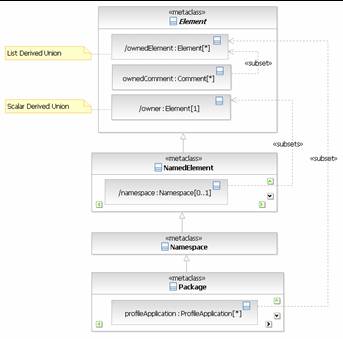 «metaclass»
Element
List Derived Union
/ownedElement : Element[*]
«subset»
ownedComment : Comment[*]
Scalar Derived Union
/owner : Element[1]
«subsets»
«subset»
«metaclass»
NamedElement
/namespace : Namespace[0..1]
«metaclass»
Namespace
«metaclass»
Package
profileApplication : ProfileApplication[*]